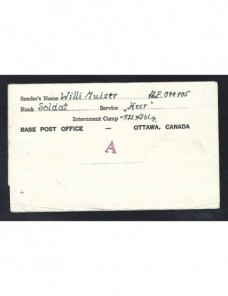 Sender's Name Willi Mulzer
Rank Soldat Service „Heer"
Internment Camp
BASE POST OFFICE — OTTAWA, CANADA
A